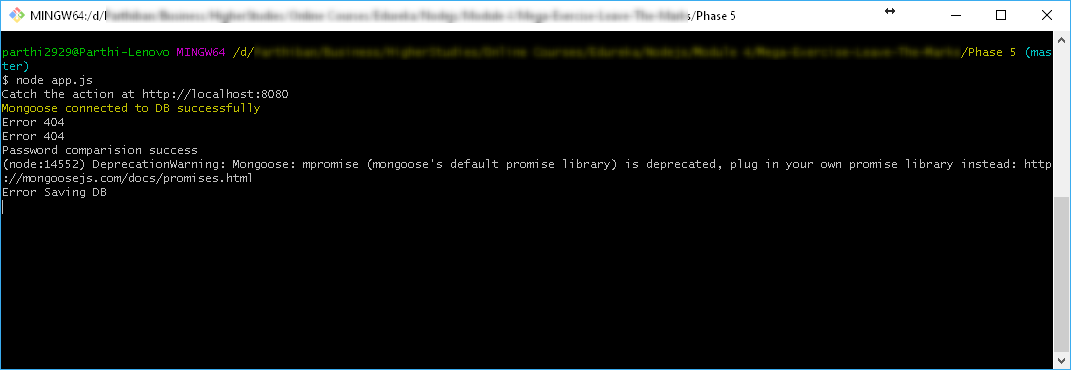 MINGW64:/d/ /Phase 5
parthi2929@Parthi-Lenovo MINGW64 /d/ /Phase 5 (mas
ter)
$ node app.js
Catch the action at http://localhost:8080
Mongoose connected to DB successfully
Error 404
Error 404
Password comparision success
(node:14552) DeprecationWarning: Mongoose: mpromise (mongoose's default promise library) is deprecated, plug in your own promise library instead: http
://mongoosejs.com/docs/promises.html
Error Saving DB